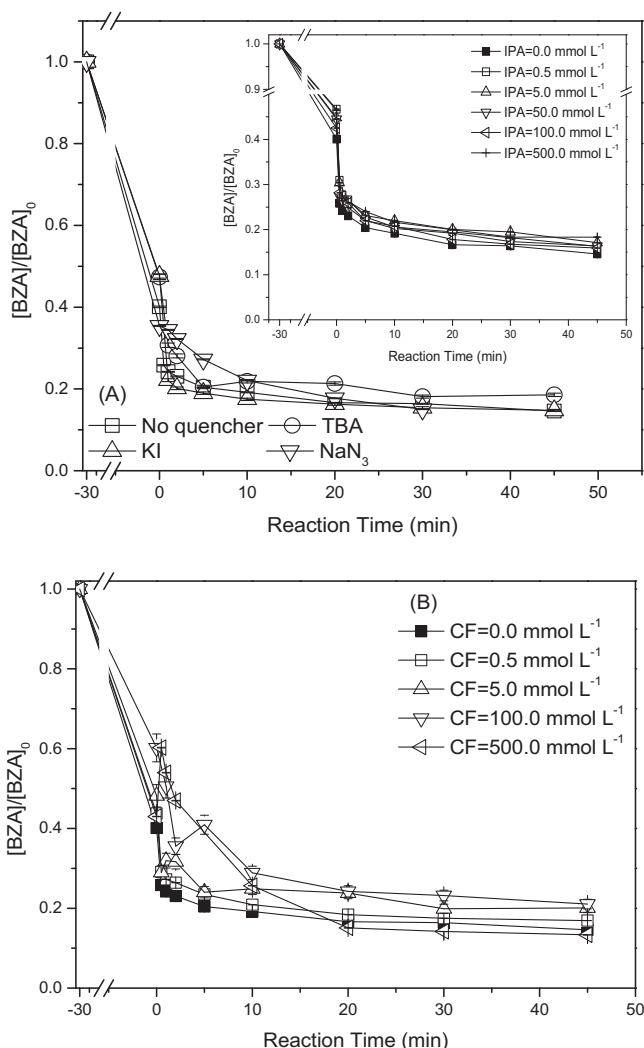 1.0
0.8
0.6
0.4
0.2
0.0
[BZA]/[BZA]₀
-30 0 10 20 30 40 50
Reaction Time (min)
(A)
No quencher TBA
KI NaN₃
1.0
0.9
0.4
0.3
0.2
0.1
0.0
[BZA]/[BZA]₀
-30 0 10 20 30 40 50
Reaction Time (min)
IPA=0.0 mmol L⁻¹
IPA=0.5 mmol L⁻¹
IPA=5.0 mmol L⁻¹
IPA=50.0 mmol L⁻¹
IPA=100.0 mmol L⁻¹
IPA=500.0 mmol L⁻¹
1.0
0.8
0.6
0.4
0.2
0.0
[BZA]/[BZA]₀
-30 0 10 20 30 40 50
Reaction Time (min)
(B)
CF=0.0 mmol L⁻¹
CF=0.5 mmol L⁻¹
CF=5.0 mmol L⁻¹
CF=100.0 mmol L⁻¹
CF=500.0 mmol L⁻¹